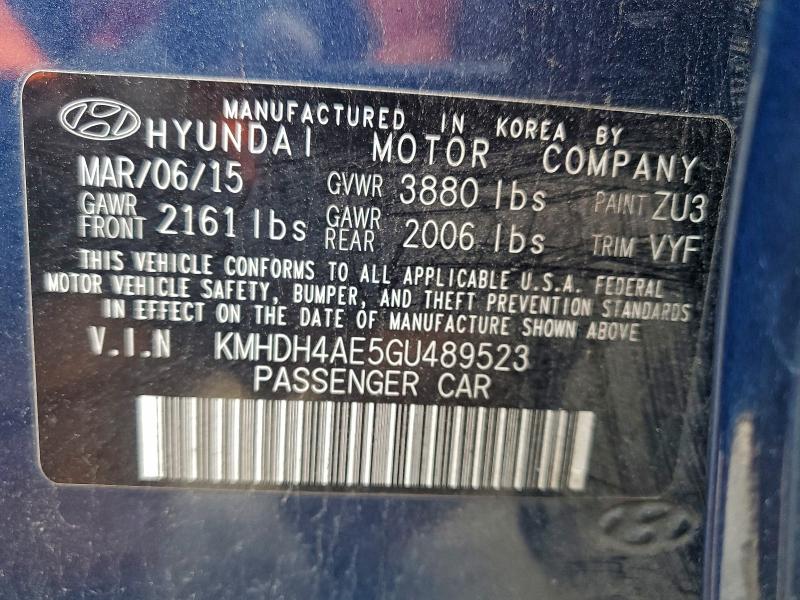 MANUFACTURED IN KOREA BY
HYUNDAI MOTOR COMPANY
MAR/06/15 GVWR 3880 lbs PAINT ZU3
GAWR FRONT 2161 lbs GAWR REAR 2006 lbs TRIM VYF
THIS VEHICLE CONFORMS TO ALL APPLICABLE U.S.A. FEDERAL
MOTOR VEHICLE SAFETY, BUMPER, AND THEFT PREVENTION STANDARDS
IN EFFECT ON THE DATE OF MANUFACTURE SHOWN ABOVE
V.I.N KMHDH4AE5GU489523
PASSENGER CAR